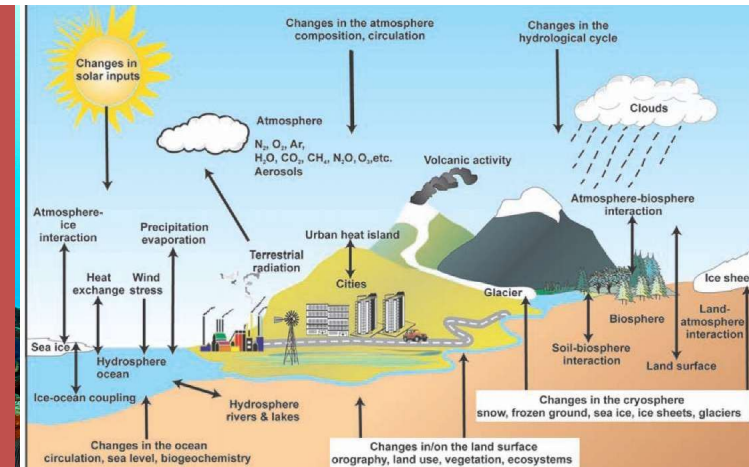 Changes in
solar inputs
Changes in the atmosphere
composition, circulation
Changes in the
hydrological cycle
Clouds
Atmosphere
N₂, O₂, Ar,
H₂O, CO₂, CH₄, N₂O, O₃, etc.
Aerosols
Volcanic activity
Atmosphere-
ice
interaction
Precipitation
evaporation
Terrestrial
radiation
Urban heat island
Atmosphere-biosphere
interaction
Heat
exchange
Wind
stress
Cities
Glacier
Ice shee
Biosphere
Land-
atmosphere
interaction
Sea ice
Hydrosphere
ocean
Soil-biosphere
interaction
Land surface
Ice-ocean coupling
Hydrosphere
rivers & lakes
Changes in the cryosphere
snow, frozen ground, sea ice, ice sheets, glaciers
Changes in the ocean
circulation, sea level, biogeochemistry
Changes in/on the land surface
orography, land use, vegetation, ecosystems